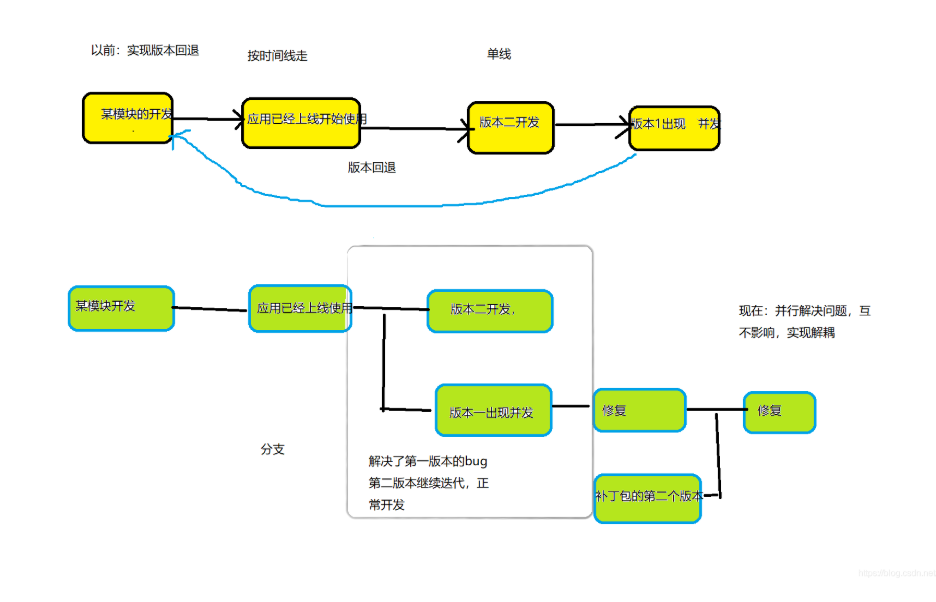 以前：实现版本回退
按时间线走
单线
某模块的开发
应用已经上线开始使用
版本二开发
版本1出现 并发
版本回退
某模块开发
应用已经上线使用
版本二开发，
现在：并行解决问题，互
不影响，实现解耦
版本一出现并发
修复
修复
分支
解决了第一版本的bug
第二版本继续迭代，正
常开发
补丁包的第二个版本
https://blog.csdn.net